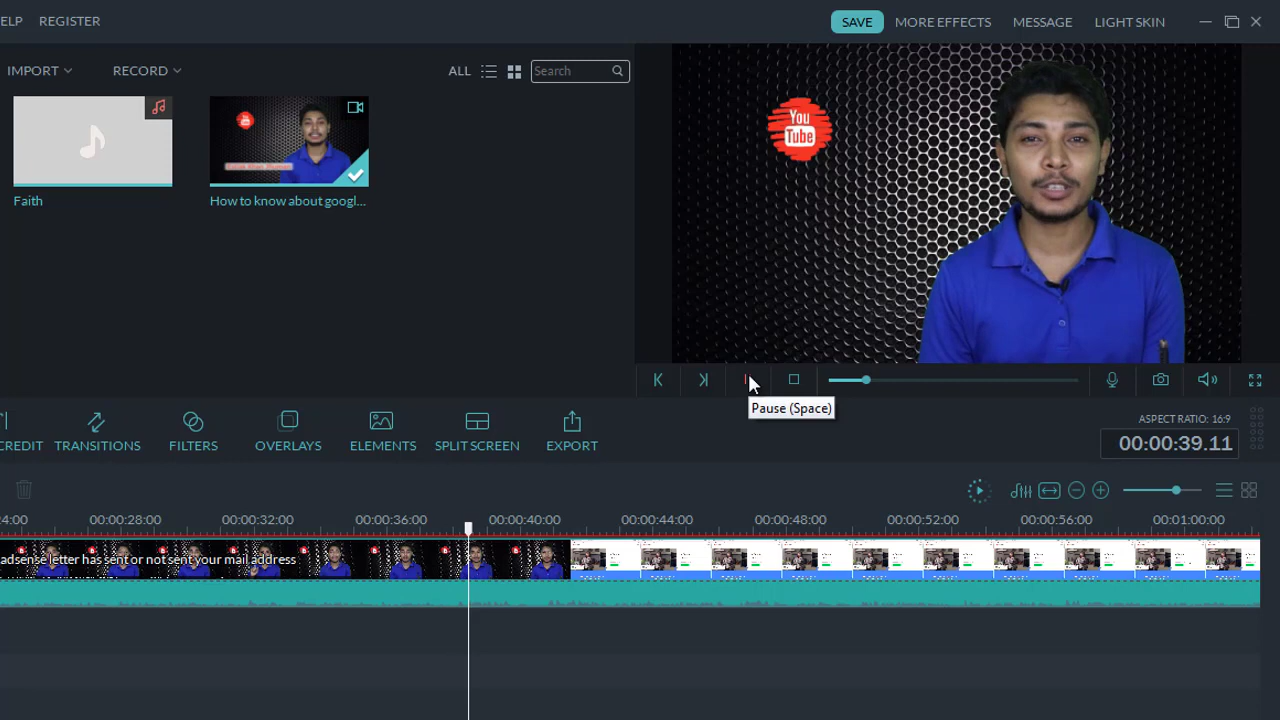 ELP REGISTER SAVE MORE EFFECTS MESSAGE LIGHT SKIN
IMPORT RECORD ALL Search
You
Tube
Faith How to know about googl...
Pause (Space)
CREDIT TRANSITIONS FILTERS OVERLAYS ELEMENTS SPLIT SCREEN EXPORT
ASPECT RATIO: 16:9
00:00:39.11
24:00 00:00:28:00 00:00:32:00 00:00:36:00 00:00:40:00 00:00:44:00 00:00:48:00 00:00:52:00 00:00:56:00 00:01:00:00
adsense letter has sent or not sent your mail address